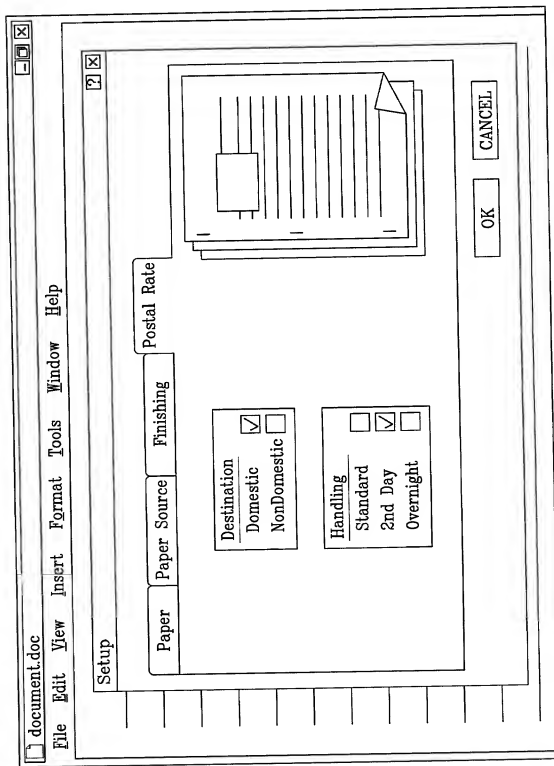 document.doc
File Edit View Insert Format Tools Window Help
Setup
Paper Paper Source Finishing Postal Rate
Destination
Domestic
NonDomestic
Handling
Standard
2nd Day
Overnight
OK CANCEL